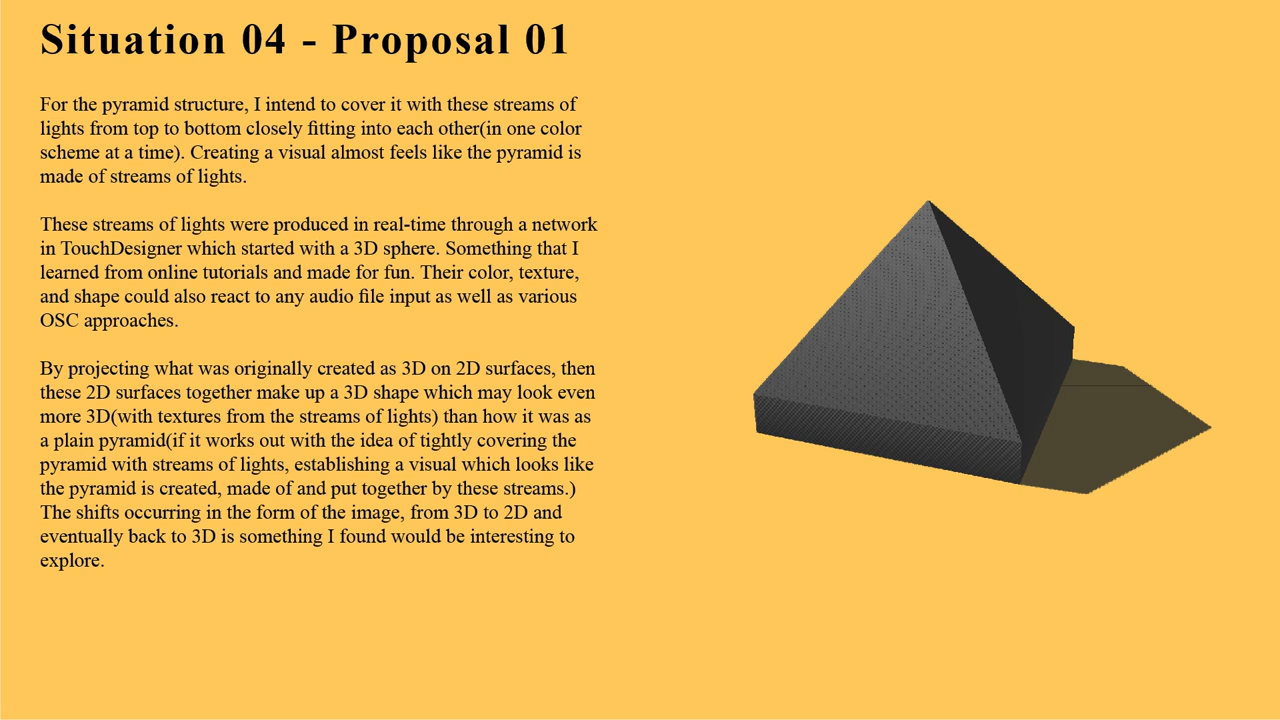 Situation 04 - Proposal 01
For the pyramid structure, I intend to cover it with these streams of
lights from top to bottom closely fitting into each other(in one color
scheme at a time). Creating a visual almost feels like the pyramid is
made of streams of lights.
These streams of lights were produced in real-time through a network
in TouchDesigner which started with a 3D sphere. Something that I
learned from online tutorials and made for fun. Their color, texture,
and shape could also react to any audio file input as well as various
OSC approaches.
By projecting what was originally created as 3D on 2D surfaces, then
these 2D surfaces together make up a 3D shape which may look even
more 3D(with textures from the streams of lights) than how it was as
a plain pyramid(if it works out with the idea of tightly covering the
pyramid with streams of lights, establishing a visual which looks like
the pyramid is created, made of and put together by these streams.)
The shifts occurring in the form of the image, from 3D to 2D and
eventually back to 3D is something I found would be interesting to
explore.